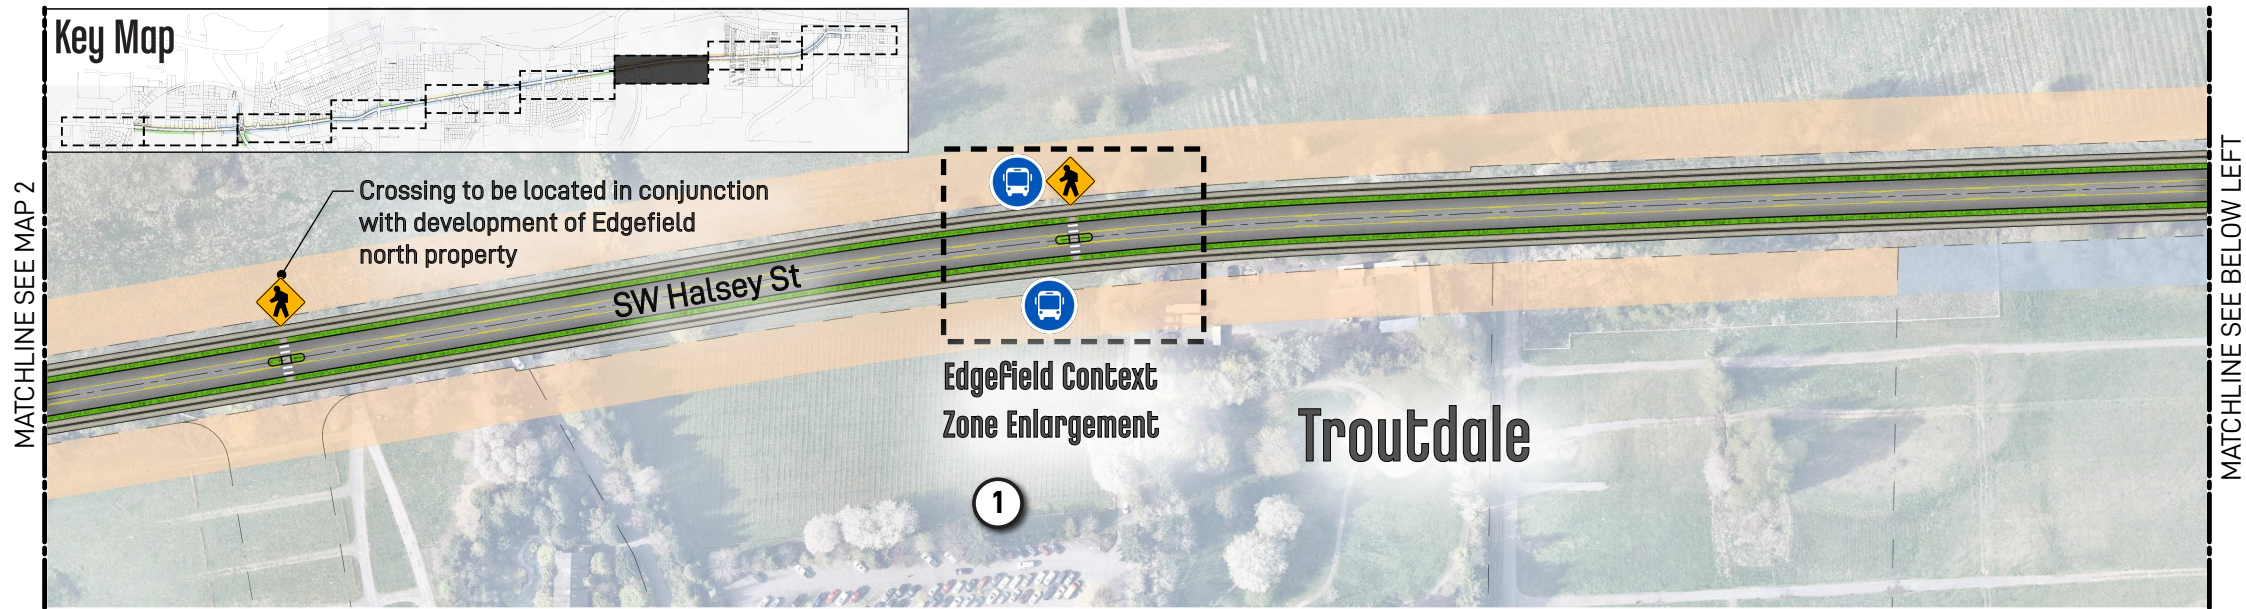 Key Map
MATCHLINE SEE MAP 2
Crossing to be located in conjunction
with development of Edgefield
north property
SW Halsey St
Edgefield Context
Zone Enlargement
Troutdale
1
MATCHLINE SEE BELOW LEFT